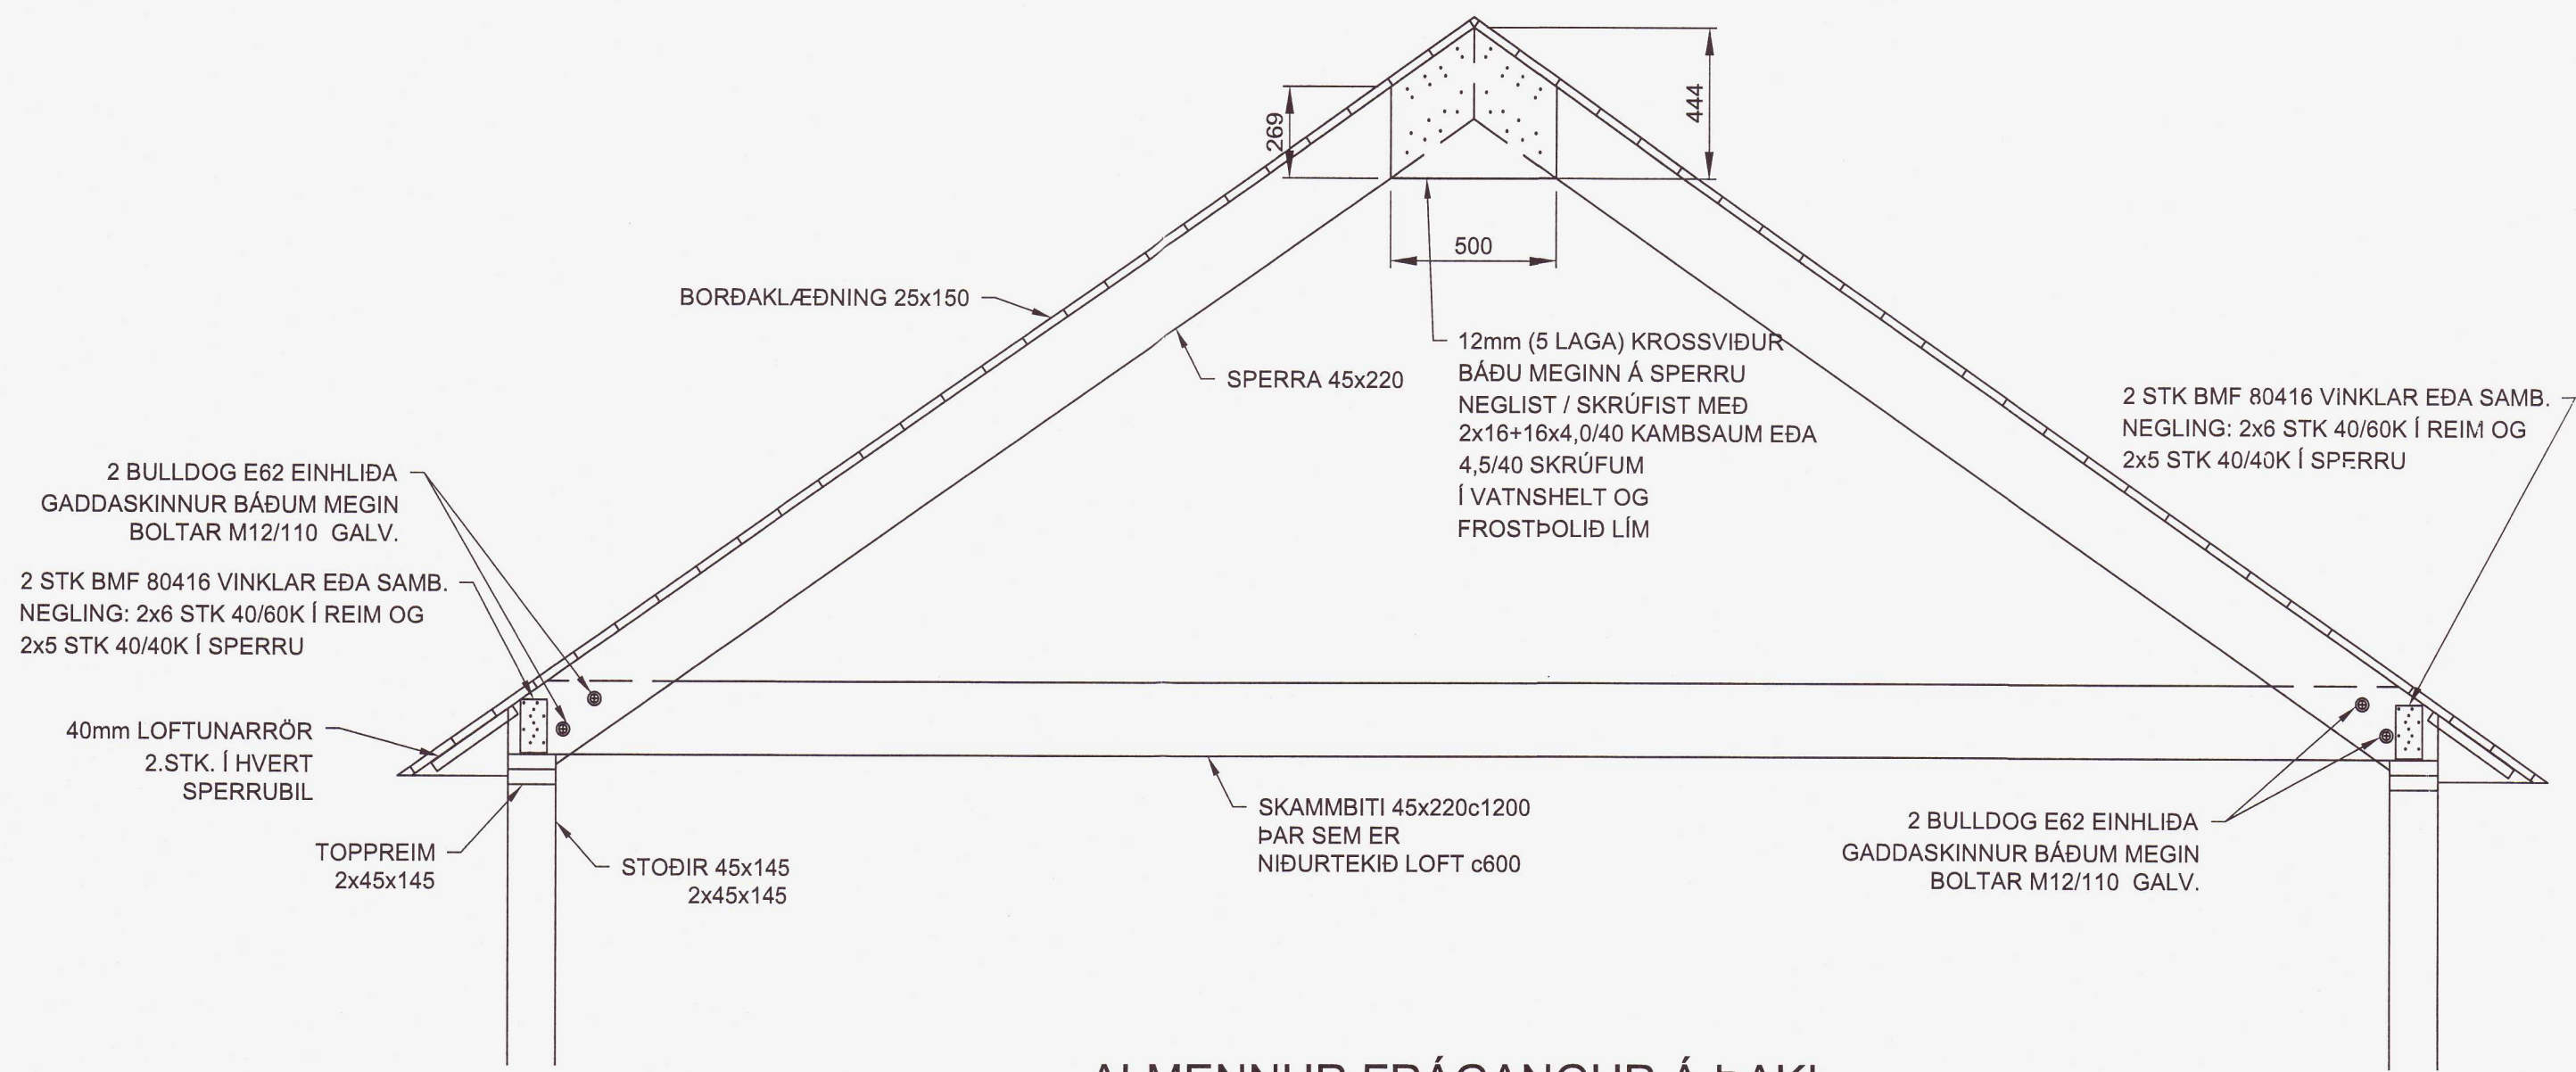 444
269
500
BORÐAKLÆÐNING 25x150
SPERRA 45x220
12mm (5 LAGA) KROSSVIÐUR
BÁÐU MEGINN Á SPERRU
NEGLIST / SKRÚFIST MEÐ
2x16+16x4,0/40 KAMBSAUM EÐA
4,5/40 SKRÚFUM
Í VATNSHELT OG
FROSTÞOLIÐ LÍM
2 STK BMF 80416 VINKLAR EÐA SAMB.
NEGLING: 2x6 STK 40/60K Í REIM OG
2x5 STK 40/40K Í SPERRU
2 BULLDOG E62 EINHLIÐA
GADDASKINNUR BÁÐUM MEGIN
BOLTAR M12/110 GALV.
2 STK BMF 80416 VINKLAR EÐA SAMB.
NEGLING: 2x6 STK 40/60K Í REIM OG
2x5 STK 40/40K Í SPERRU
40mm LOFTUNARRÖR
2.STK. Í HVERT
SPERRUBIL
TOPPREIM
2x45x145
STOÐIR 45x145
2x45x145
SKAMMBITI 45x220c1200
ÞAR SEM ER
NIÐURTEKIÐ LOFT c600
2 BULLDOG E62 EINHLIÐA
GADDASKINNUR BÁÐUM MEGIN
BOLTAR M12/110 GALV.
ALMENNUR FRÁGANGUR Á ÞAKI